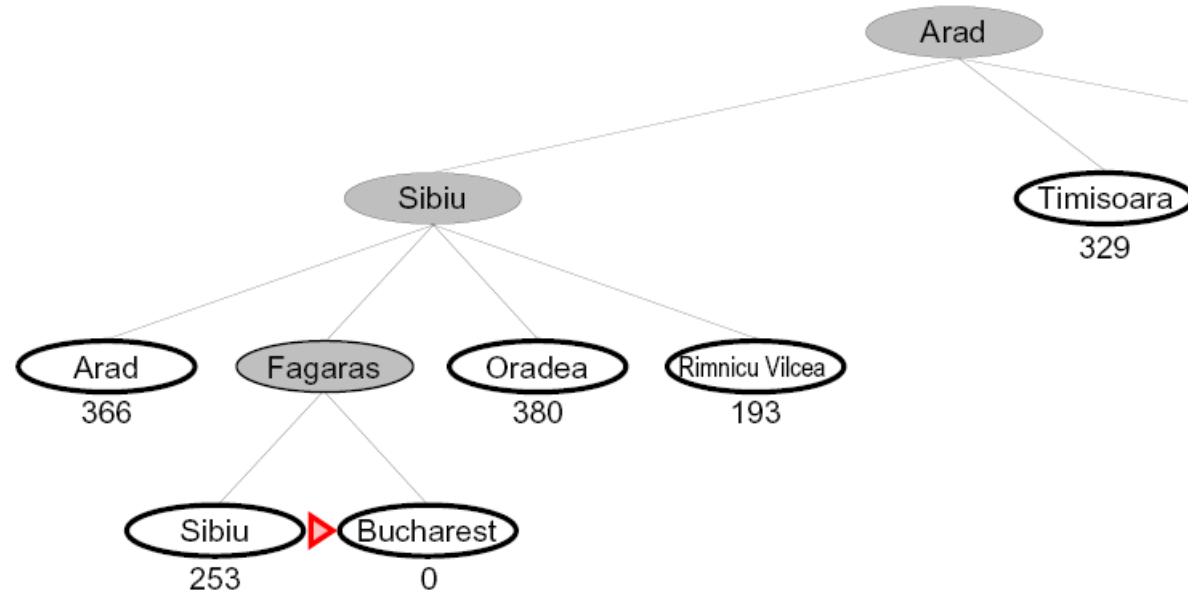 Arad
Sibiu
Timisoara
329
Arad
Fagaras
Oradea
Rimnicu Vilcea
366
380
193
Sibiu
Bucharest
253
0